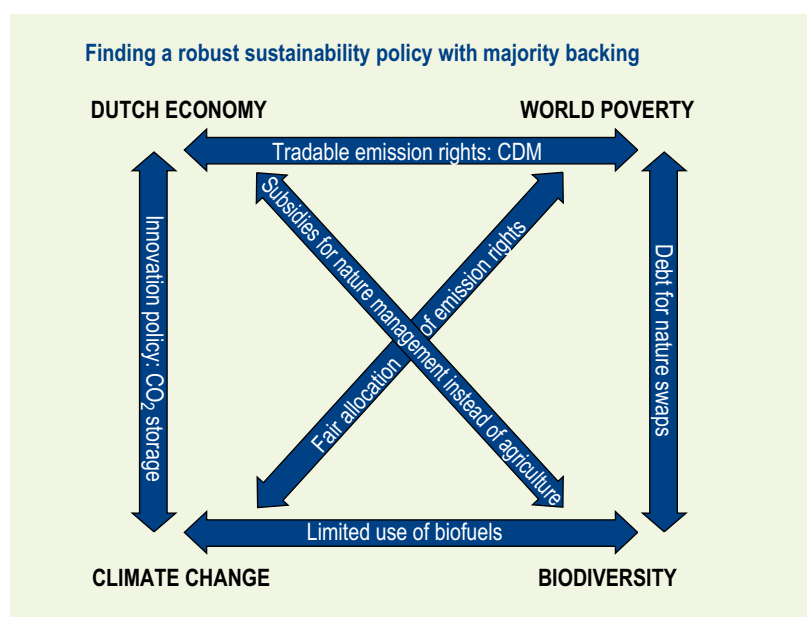 Finding a robust sustainability policy with majority backing
DUTCH ECONOMY
WORLD POVERTY
Tradable emission rights: CDM
Subsidies for nature management instead of agriculture
Fair allocation of emission rights
Innovation policy: CO₂ storage
Debt for nature swaps
Limited use of biofuels
CLIMATE CHANGE
BIODIVERSITY